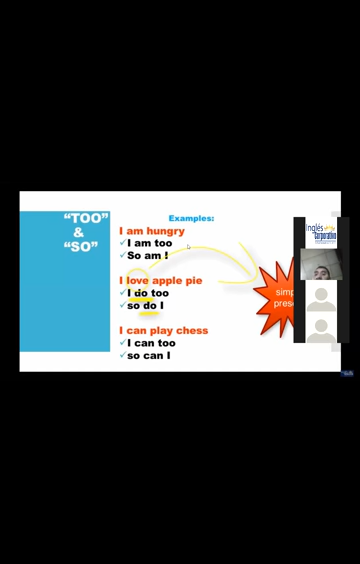 “TOO”
&
“SO”
Examples:
I am hungry
I am too
So am !
I love apple pie
I do too
so do I
I can play chess
I can too
so can I
Inglés
Corporativo